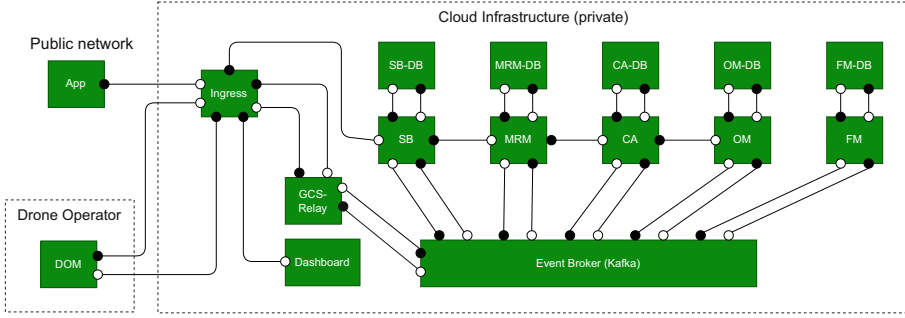 Cloud Infrastructure (private)
Public network
App
Ingress
SB-DB
MRM-DB
CA-DB
OM-DB
FM-DB
SB
MRM
CA
OM
FM
GCS-
Relay
Drone Operator
DOM
Dashboard
Event Broker (Kafka)